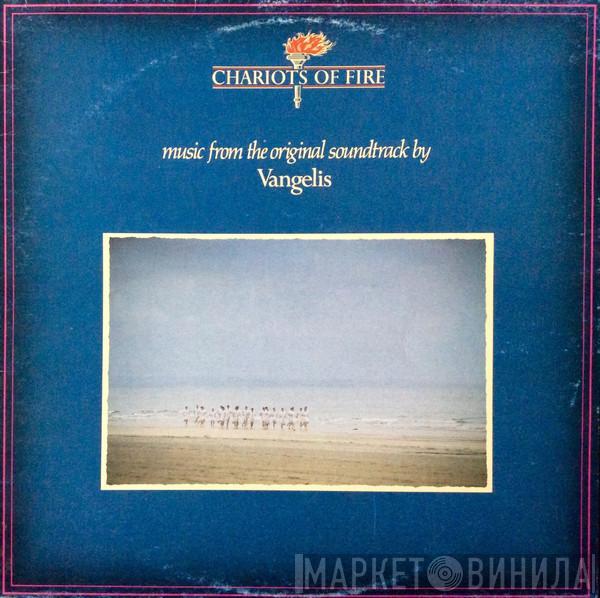 CHARIOTS OF FIRE
music from the original soundtrack by
Vangelis
МАРКЕТ ВИНИЛА